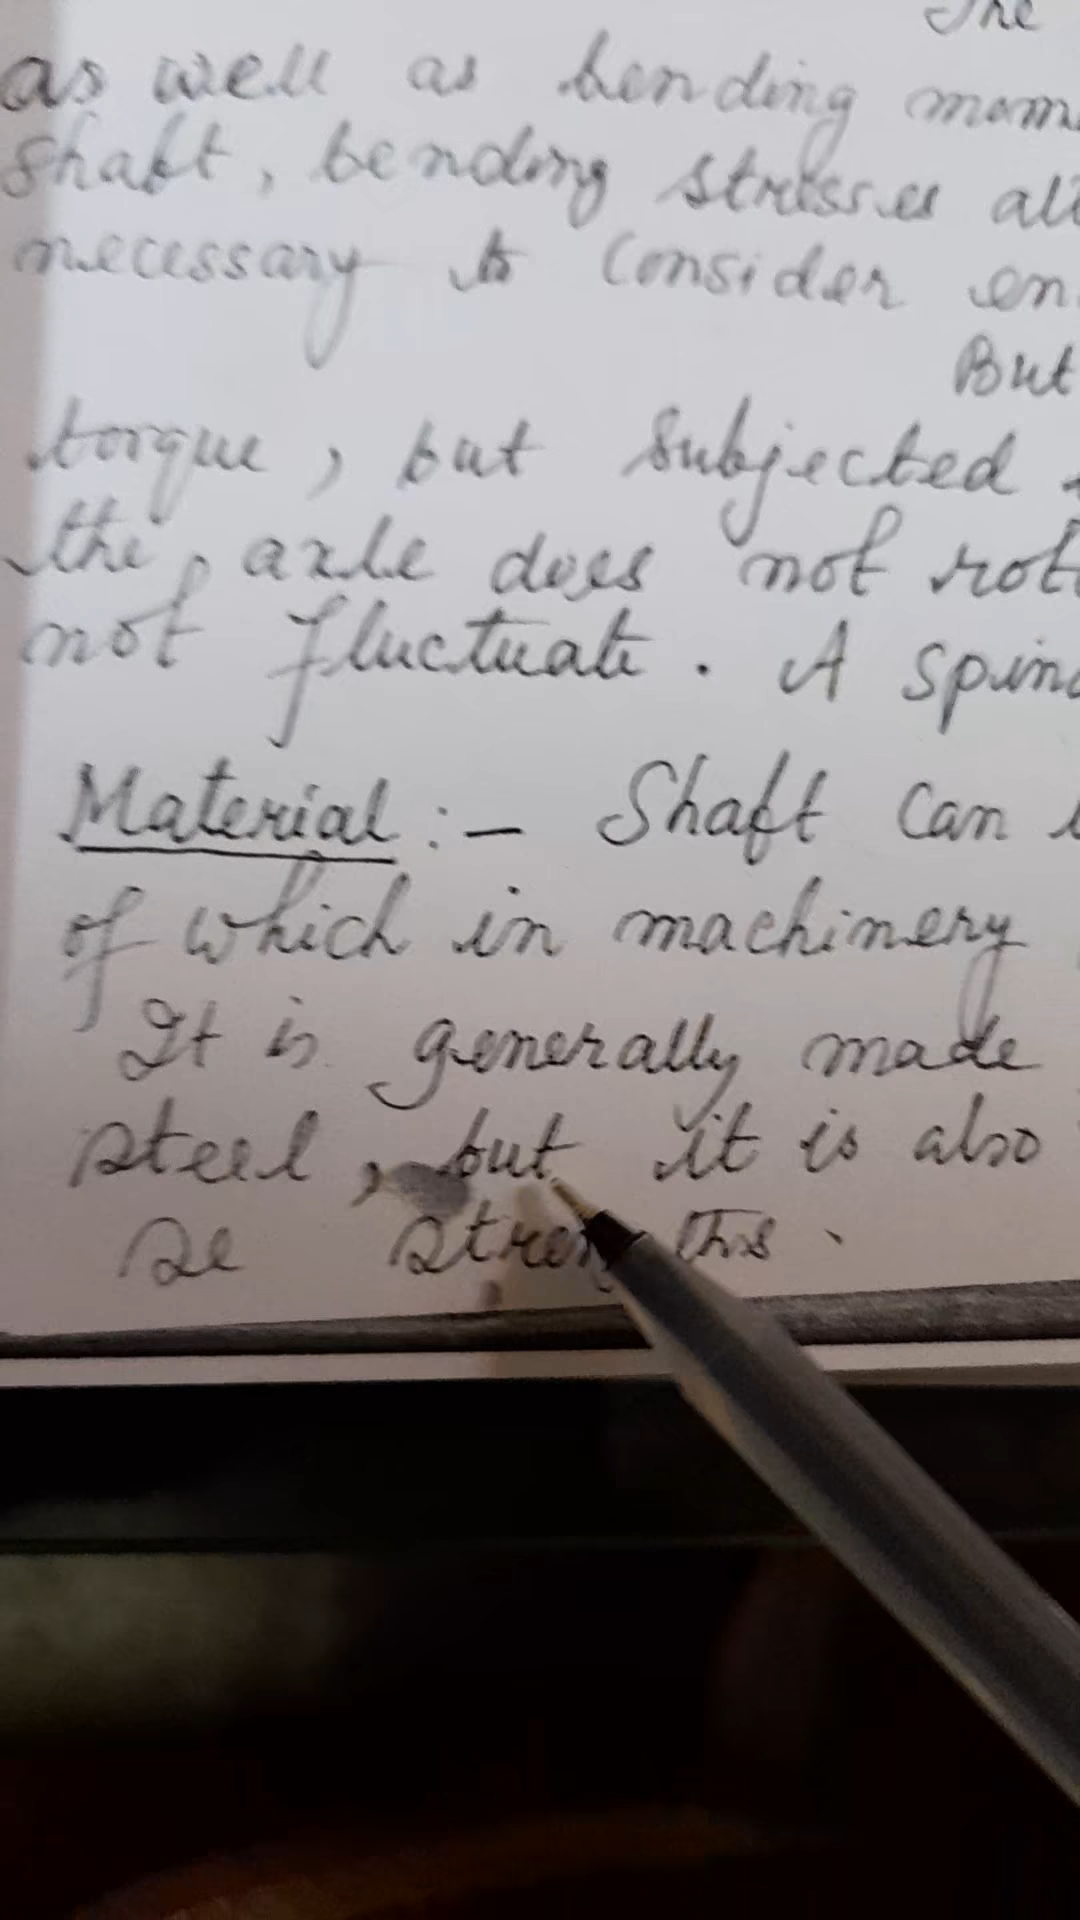 The
as well as bending mom
shaft, bending stresses al
necessary to consider en
But
torque, but subjected
the, axle does not rot
not fluctuate. A spind
Material :- Shaft can
of which in machinery
It is generally made
steel, but it is also
se